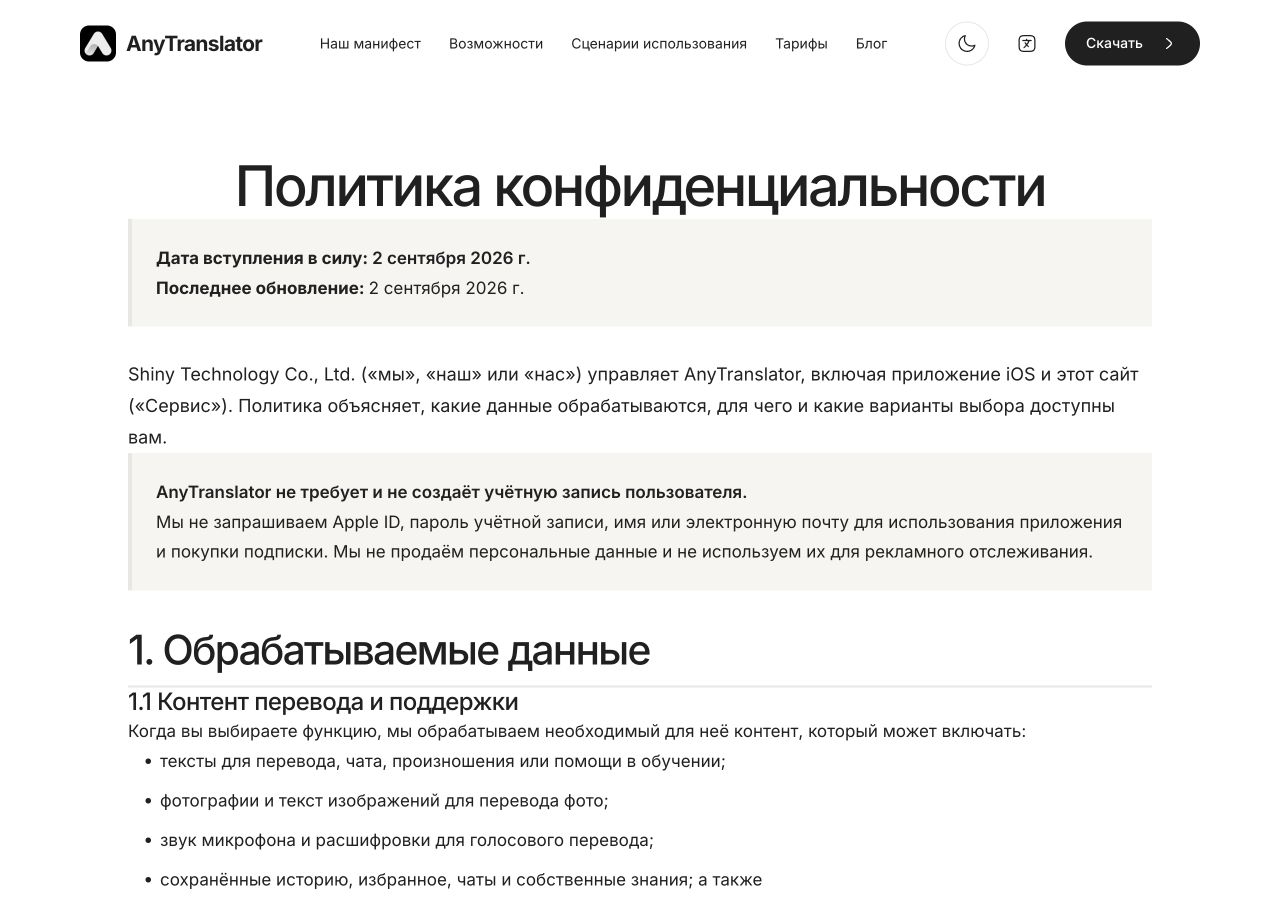 AnyTranslator
Наш манифест
Возможности
Сценарии использования
Тарифы
Блог
Скачать
Политика конфиденциальности
Дата вступления в силу: 2 сентября 2026 г.
Последнее обновление: 2 сентября 2026 г.
Shiny Technology Co., Ltd. («мы», «наш» или «нас») управляет AnyTranslator, включая приложение iOS и этот сайт
(«Сервис»). Политика объясняет, какие данные обрабатываются, для чего и какие варианты выбора доступны
вам.
AnyTranslator не требует и не создаёт учётную запись пользователя.
Мы не запрашиваем Apple ID, пароль учётной записи, имя или электронную почту для использования приложения
и покупки подписки. Мы не продаём персональные данные и не используем их для рекламного отслеживания.
1. Обрабатываемые данные
1.1 Контент перевода и поддержки
Когда вы выбираете функцию, мы обрабатываем необходимый для неё контент, который может включать:
• тексты для перевода, чата, произношения или помощи в обучении;
• фотографии и текст изображений для перевода фото;
• звук микрофона и расшифровки для голосового перевода;
• сохранённые историю, избранное, чаты и собственные знания; а также